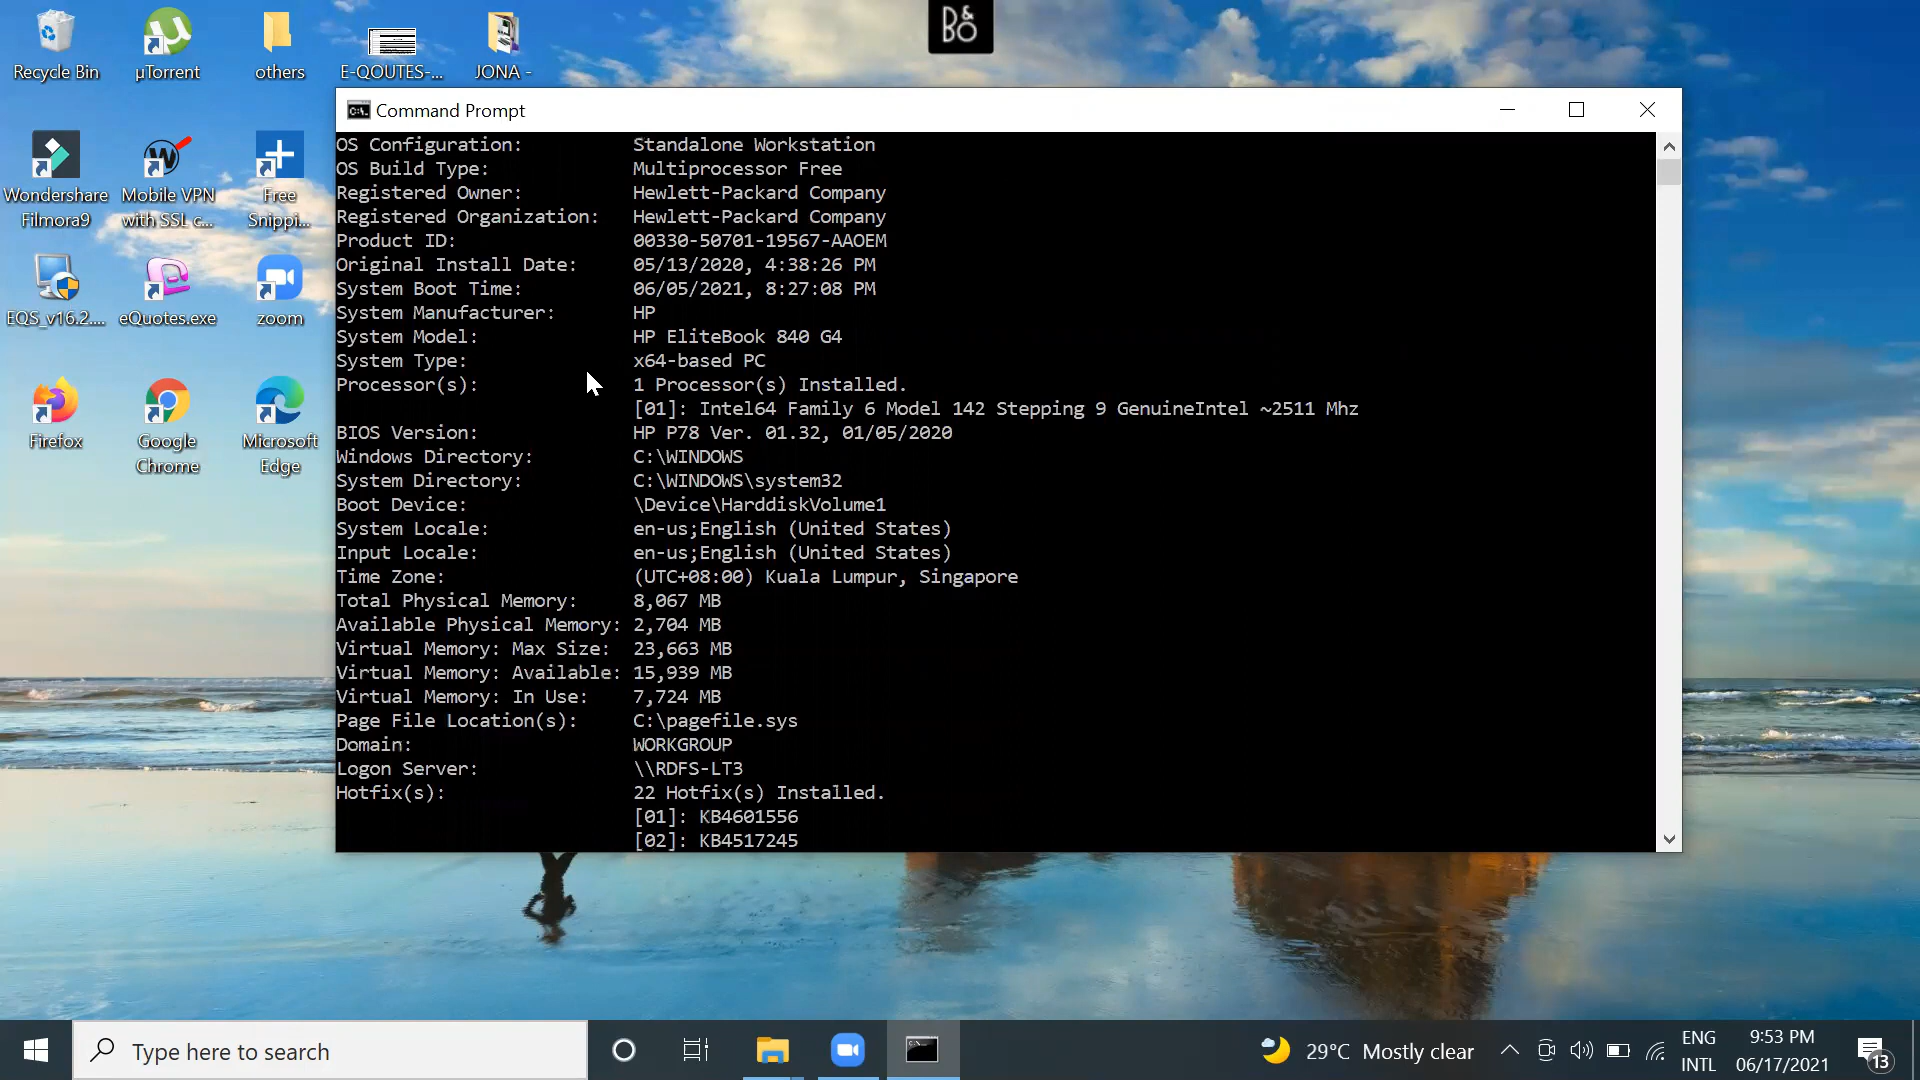 Recycle Bin
µTorrent
others
E-QOUTES-...
JONA -
B&O
Wondershare
Filmora9
Mobile VPN
with SSL c...
Free
Snippi...
EQS_v16.2....
eQuotes.exe
zoom
Firefox
Google
Chrome
Microsoft
Edge
Command Prompt
OS Configuration: Standalone Workstation
OS Build Type: Multiprocessor Free
Registered Owner: Hewlett-Packard Company
Registered Organization: Hewlett-Packard Company
Product ID: 00330-50701-19567-AAOEM
Original Install Date: 05/13/2020, 4:38:26 PM
System Boot Time: 06/05/2021, 8:27:08 PM
System Manufacturer: HP
System Model: HP EliteBook 840 G4
System Type: x64-based PC
Processor(s): 1 Processor(s) Installed.
[01]: Intel64 Family 6 Model 142 Stepping 9 GenuineIntel ~2511 Mhz
BIOS Version: HP P78 Ver. 01.32, 01/05/2020
Windows Directory: C:\WINDOWS
System Directory: C:\WINDOWS\system32
Boot Device: \Device\HarddiskVolume1
System Locale: en-us;English (United States)
Input Locale: en-us;English (United States)
Time Zone: (UTC+08:00) Kuala Lumpur, Singapore
Total Physical Memory: 8,067 MB
Available Physical Memory: 2,704 MB
Virtual Memory: Max Size: 23,663 MB
Virtual Memory: Available: 15,939 MB
Virtual Memory: In Use: 7,724 MB
Page File Location(s): C:\pagefile.sys
Domain: WORKGROUP
Logon Server: \\RDFS-LT3
Hotfix(s): 22 Hotfix(s) Installed.
[01]: KB4601556
[02]: KB4517245
Type here to search
29°C Mostly clear
ENG
INTL
9:53 PM
06/17/2021
13